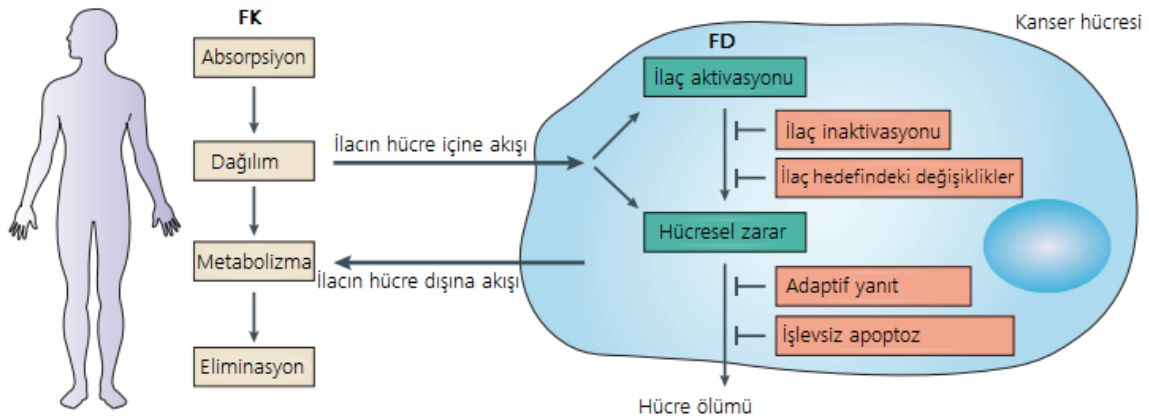 FK
Absorpsiyon
Dağılım
Metabolizma
Eliminasyon
İlacın hücre içine akışı
İlacın hücre dışına akışı
Kanser hücresi
FD
İlaç aktivasyonu
İlaç inaktivasyonu
İlaç hedefindeki değişiklikler
Hücresel zarar
Adaptif yanıt
İşlevsiz apoptoz
Hücre ölümü